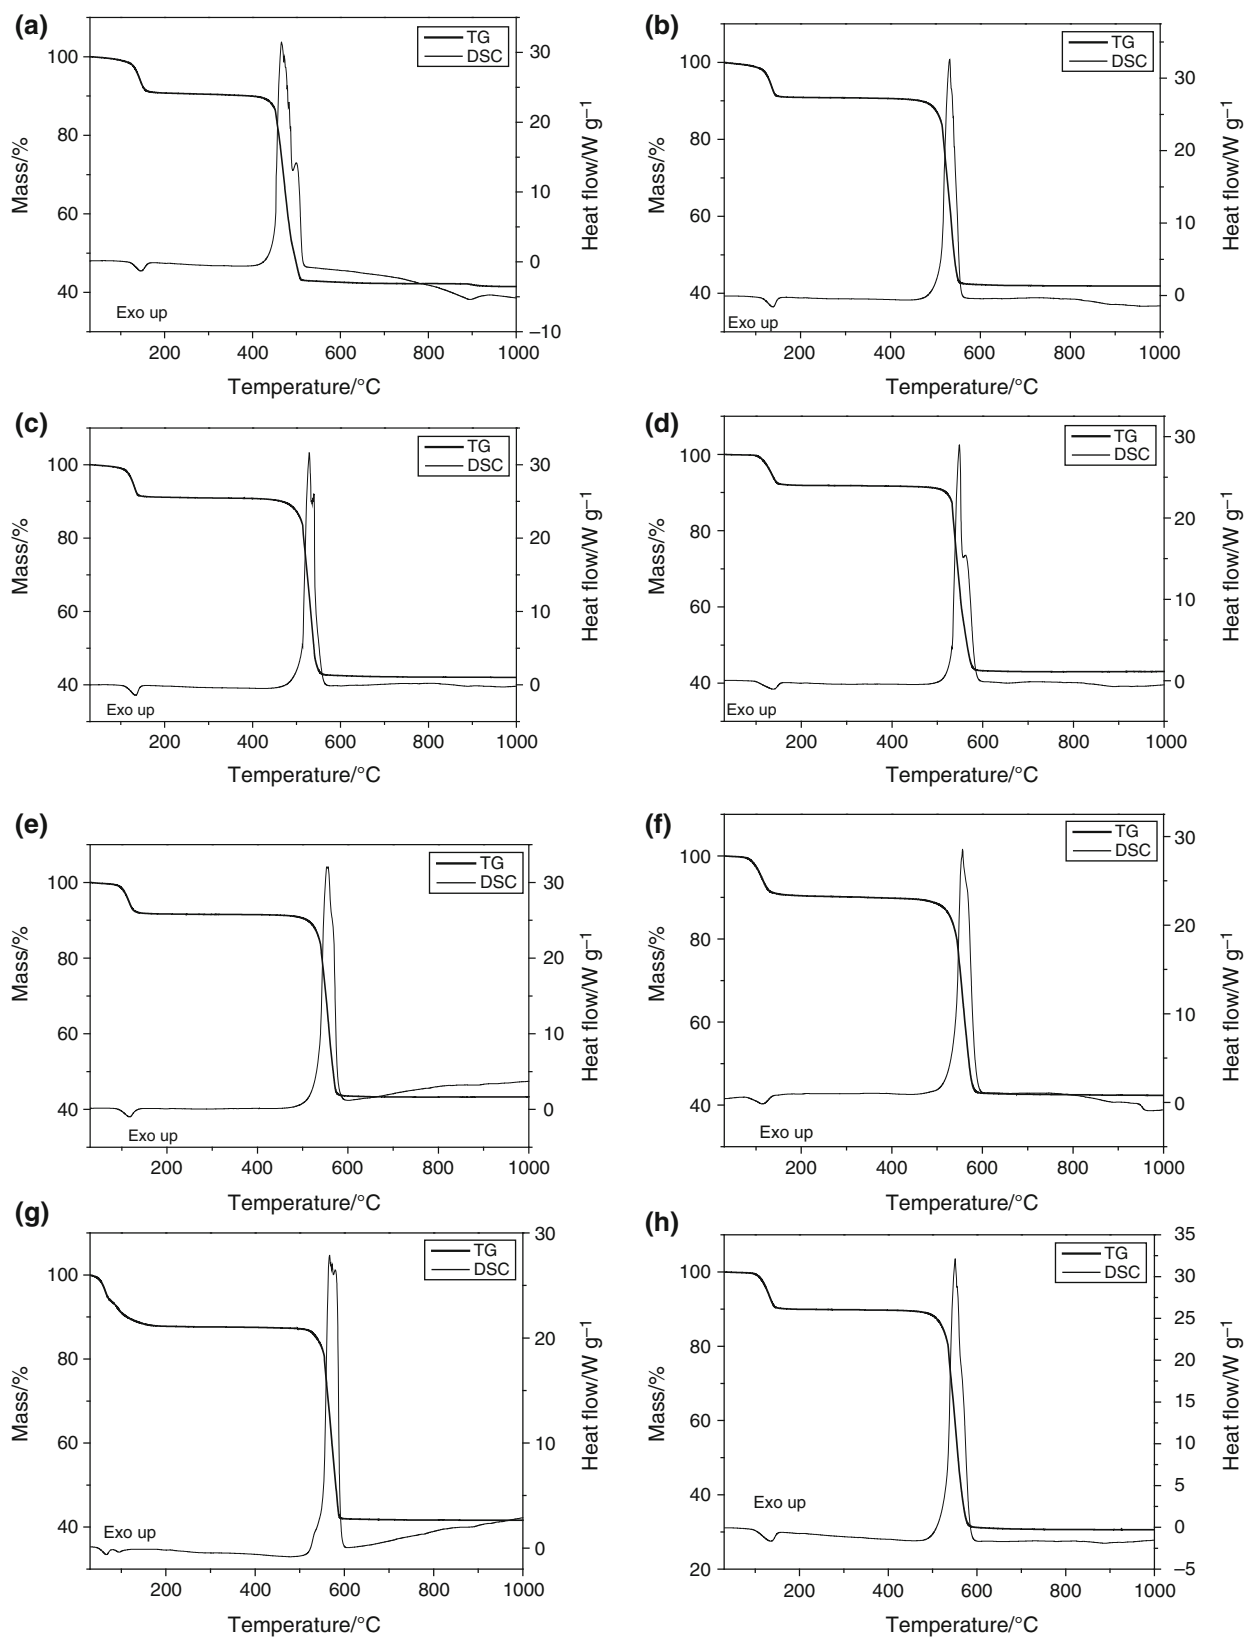 (a)
TG
DSC
100
80
60
40
30
20
10
0
–10
Mass/%
Heat flow/W g–1
Exo up
200 400 600 800 1000
Temperature/°C
(b)
TG
DSC
100
80
60
40
30
20
10
0
Mass/%
Heat flow/W g–1
Exo up
200 400 600 800 1000
Temperature/°C
(c)
TG
DSC
100
80
60
40
30
20
10
0
Mass/%
Heat flow/W g–1
Exo up
200 400 600 800 1000
Temperature/°C
(d)
TG
DSC
100
80
60
40
30
20
10
0
Mass/%
Heat flow/W g–1
Exo up
200 400 600 800 1000
Temperature/°C
(e)
TG
DSC
100
80
60
40
30
20
10
0
Mass/%
Heat flow/W g–1
Exo up
200 400 600 800 1000
Temperature/°C
(f)
TG
DSC
100
80
60
40
30
20
10
0
Mass/%
Heat flow/W g–1
Exo up
200 400 600 800 1000
Temperature/°C
(g)
TG
DSC
100
80
60
40
30
20
10
0
Mass/%
Heat flow/W g–1
Exo up
200 400 600 800 1000
Temperature/°C
(h)
TG
DSC
100
80
60
40
20
35
30
25
20
15
10
5
0
–5
Mass/%
Heat flow/W g–1
Exo up
200 400 600 800 1000
Temperature/°C